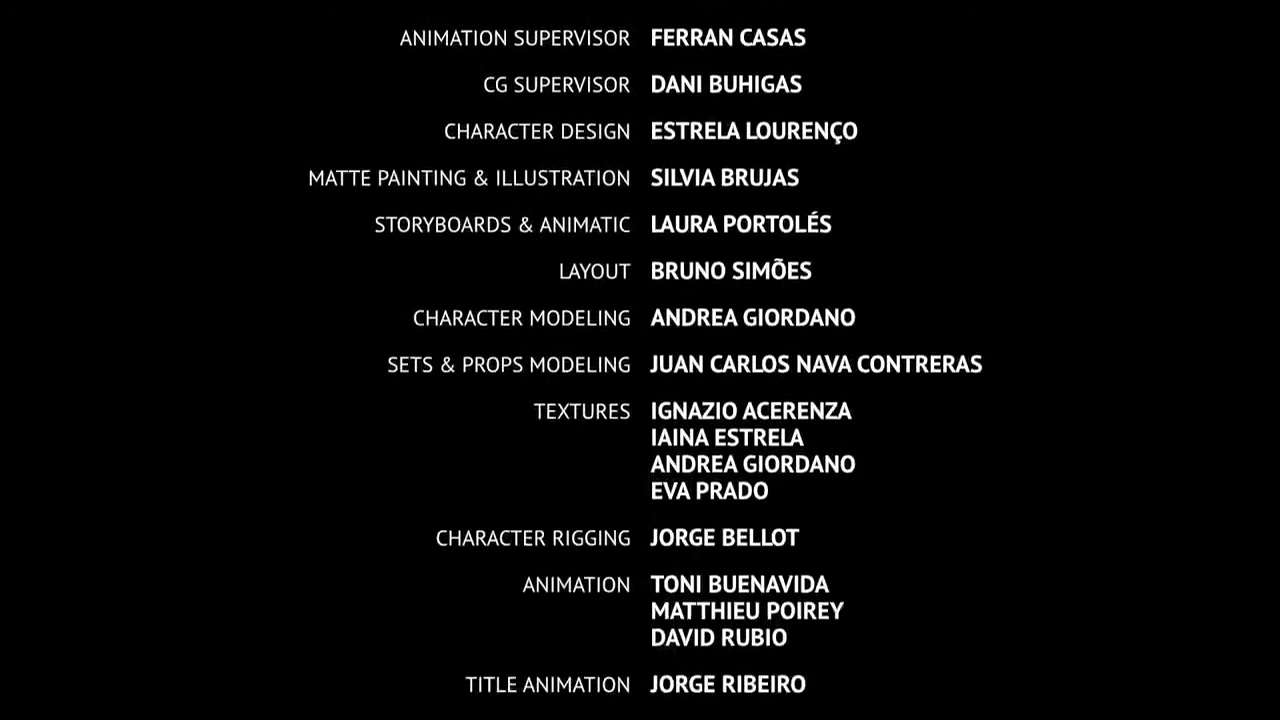 ANIMATION SUPERVISOR FERRAN CASAS
CG SUPERVISOR DANI BUHIGAS
CHARACTER DESIGN ESTRELA LOURENÇO
MATTE PAINTING & ILLUSTRATION SILVIA BRUJAS
STORYBOARDS & ANIMATIC LAURA PORTOLÉS
LAYOUT BRUNO SIMÕES
CHARACTER MODELING ANDREA GIORDANO
SETS & PROPS MODELING JUAN CARLOS NAVA CONTRERAS
TEXTURES IGNAZIO ACERENZA
IAINA ESTRELA
ANDREA GIORDANO
EVA PRADO
CHARACTER RIGGING JORGE BELLOT
ANIMATION TONI BUENAVIDA
MATTHIEU POIREY
DAVID RUBIO
TITLE ANIMATION JORGE RIBEIRO